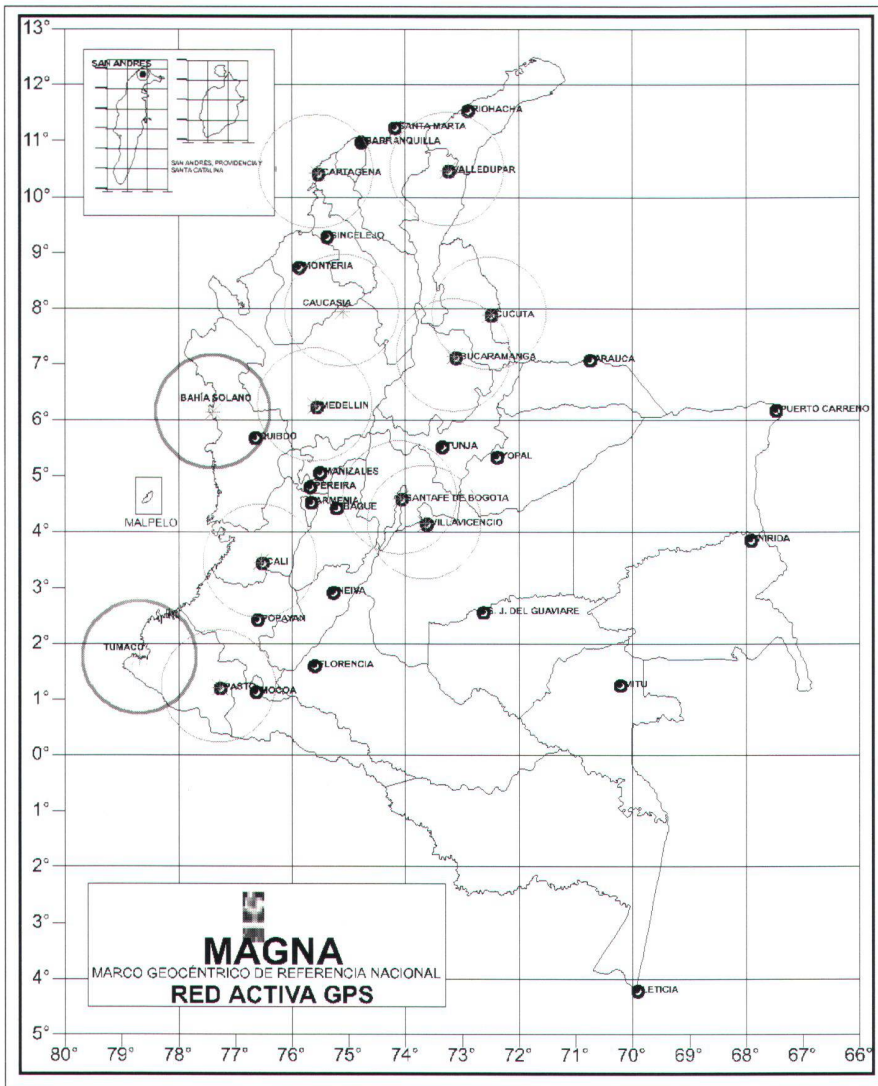 13°
12°
11°
10°
9°
8°
7°
6°
5°
4°
3°
2°
1°
0°
1°
2°
3°
4°
5°
80°
79°
78°
77°
76°
75°
74°
73°
72°
71°
70°
69°
68°
67°
66°
SAN ANDRES
SAN ANDRES, PROVIDENCIA Y
SANTA CATALINA
RIOHACHA
SANTA MARTA
BARRANQUILLA
CARTAGENA
VALLEDUPAR
SINCELEJO
MONTERIA
CAUCASIA
CUCUTA
BUCARAMANGA
ARAUCA
BAHÍA SOLANO
MEDELLIN
PUERTO CARREÑO
QUIBDO
TUNJA
YOPAL
MANIZALES
PEREIRA
ARMENIA
IBAGUE
SANTAFE DE BOGOTA
VILLAVICENCIO
MALPELO
INIRIDA
CALI
NEIVA
S. J. DEL GUAVIARE
POPAYAN
TUMACO
FLORENCIA
PASTO
MOCOA
MITU
LETICIA
MAGNA
MARCO GEOCÉNTRICO DE REFERENCIA NACIONAL
RED ACTIVA GPS